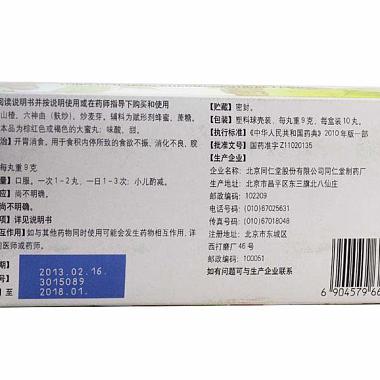 阅读说明书并按说明使用或在药师指导下购买和使用
山楂,六神曲(麸炒),炒麦芽,辅料为赋形剂蜂蜜,蔗糖。
本品为棕红色或褐色的大蜜丸;味酸、甜。
开胃消食。用于食积内停所致的食欲不振、消化不良、脘
每丸重9克
口服。一次1-2丸,一日1-3次;小儿酌减。
尚不明确。
尚不明确。
详见说明书
互作用】如与其他药物同时使用可能会发生药物相互作用,详
医师或药师。
2013.02.16.
3015089
至 2018.01.
【贮藏】密封。
【包装】塑料球壳装,每丸重9克,每盒装10丸。
【执行标准】《中华人民共和国药典》2010年版一部
【批准文号】国药准字Z11020135
【生产企业】
企业名称:北京同仁堂股份有限公司同仁堂制药厂
地址:北京市昌平区东三旗北八仙庄
邮政编码:102209
电话号码:(010)67025631
传真号码:(010)67018048
注册地址:北京市东城区
西打磨厂46号
邮政编码:100051
如有问题可与生产企业联系
6 904579 66